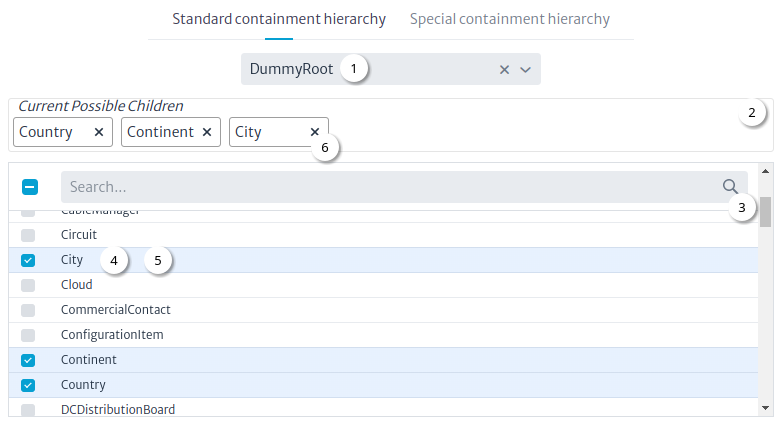 Standard containment hierarchy Special containment hierarchy
DummyRoot 1
Current Possible Children 2
Country Continent City
6
Search...
3
CableManager
Circuit
City 4 5
Cloud
CommercialContact
ConfigurationItem
Continent
Country
DCDistributionBoard